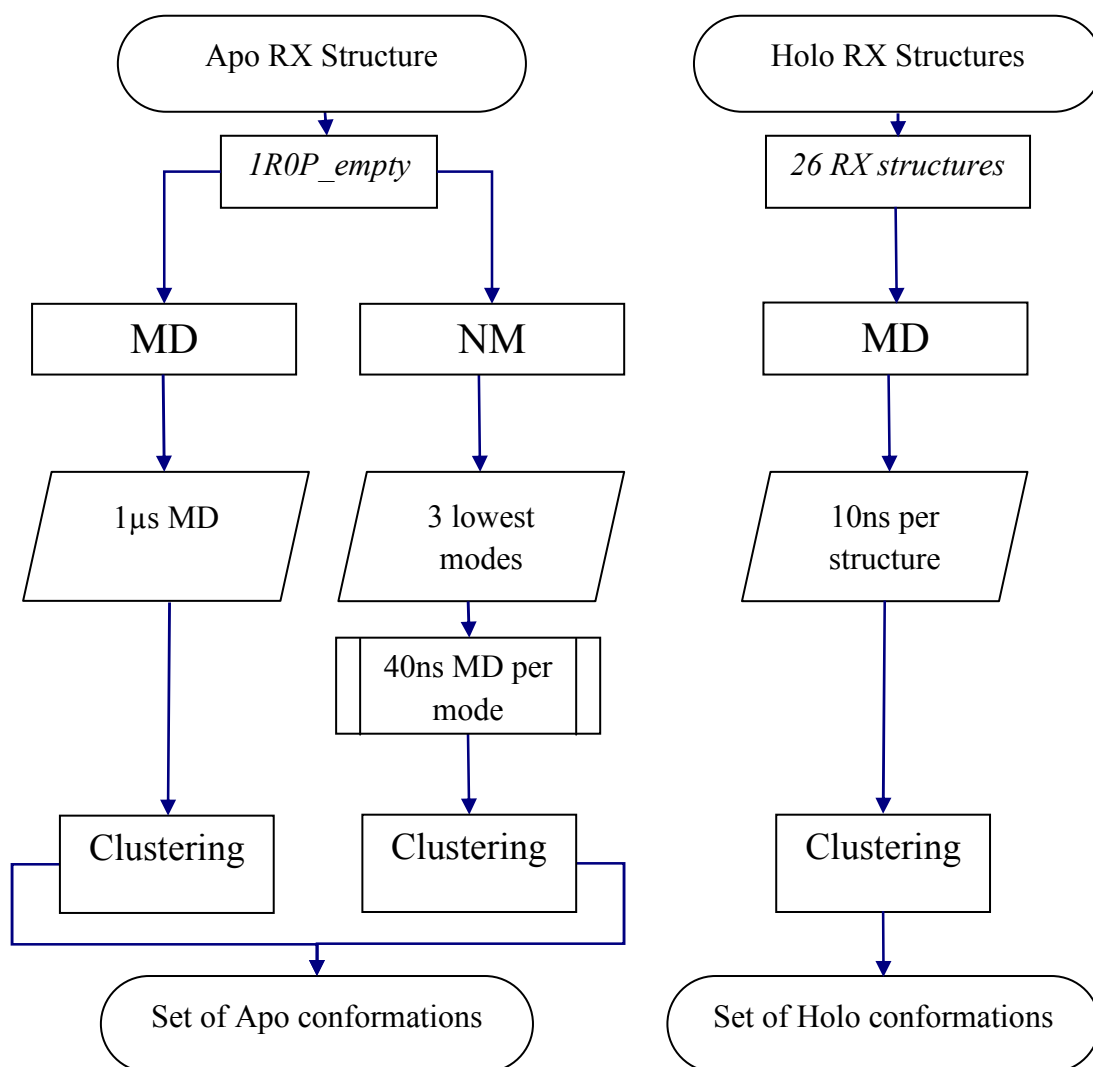 Apo RX Structure
Holo RX Structures
1R0P_empty
26 RX structures
MD
NM
MD
1µs MD
3 lowest
modes
10ns per
structure
40ns MD per
mode
Clustering
Clustering
Clustering
Set of Apo conformations
Set of Holo conformations